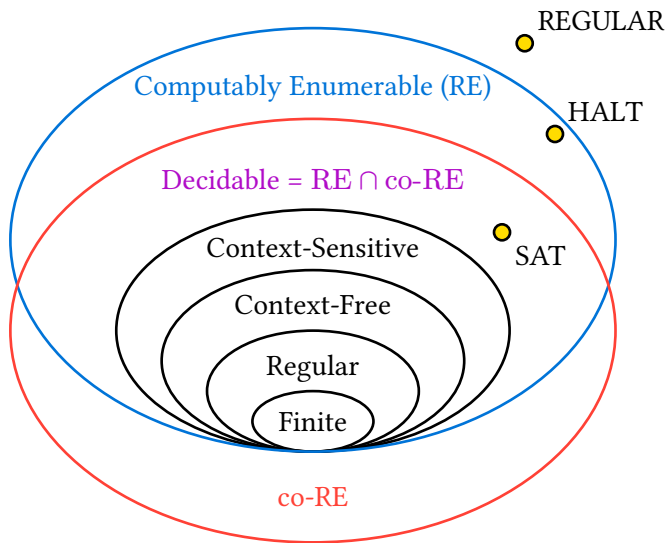 REGULAR
Computably Enumerable (RE)
HALT
Decidable = RE ∩ co-RE
Context-Sensitive
SAT
Context-Free
Regular
Finite
co-RE